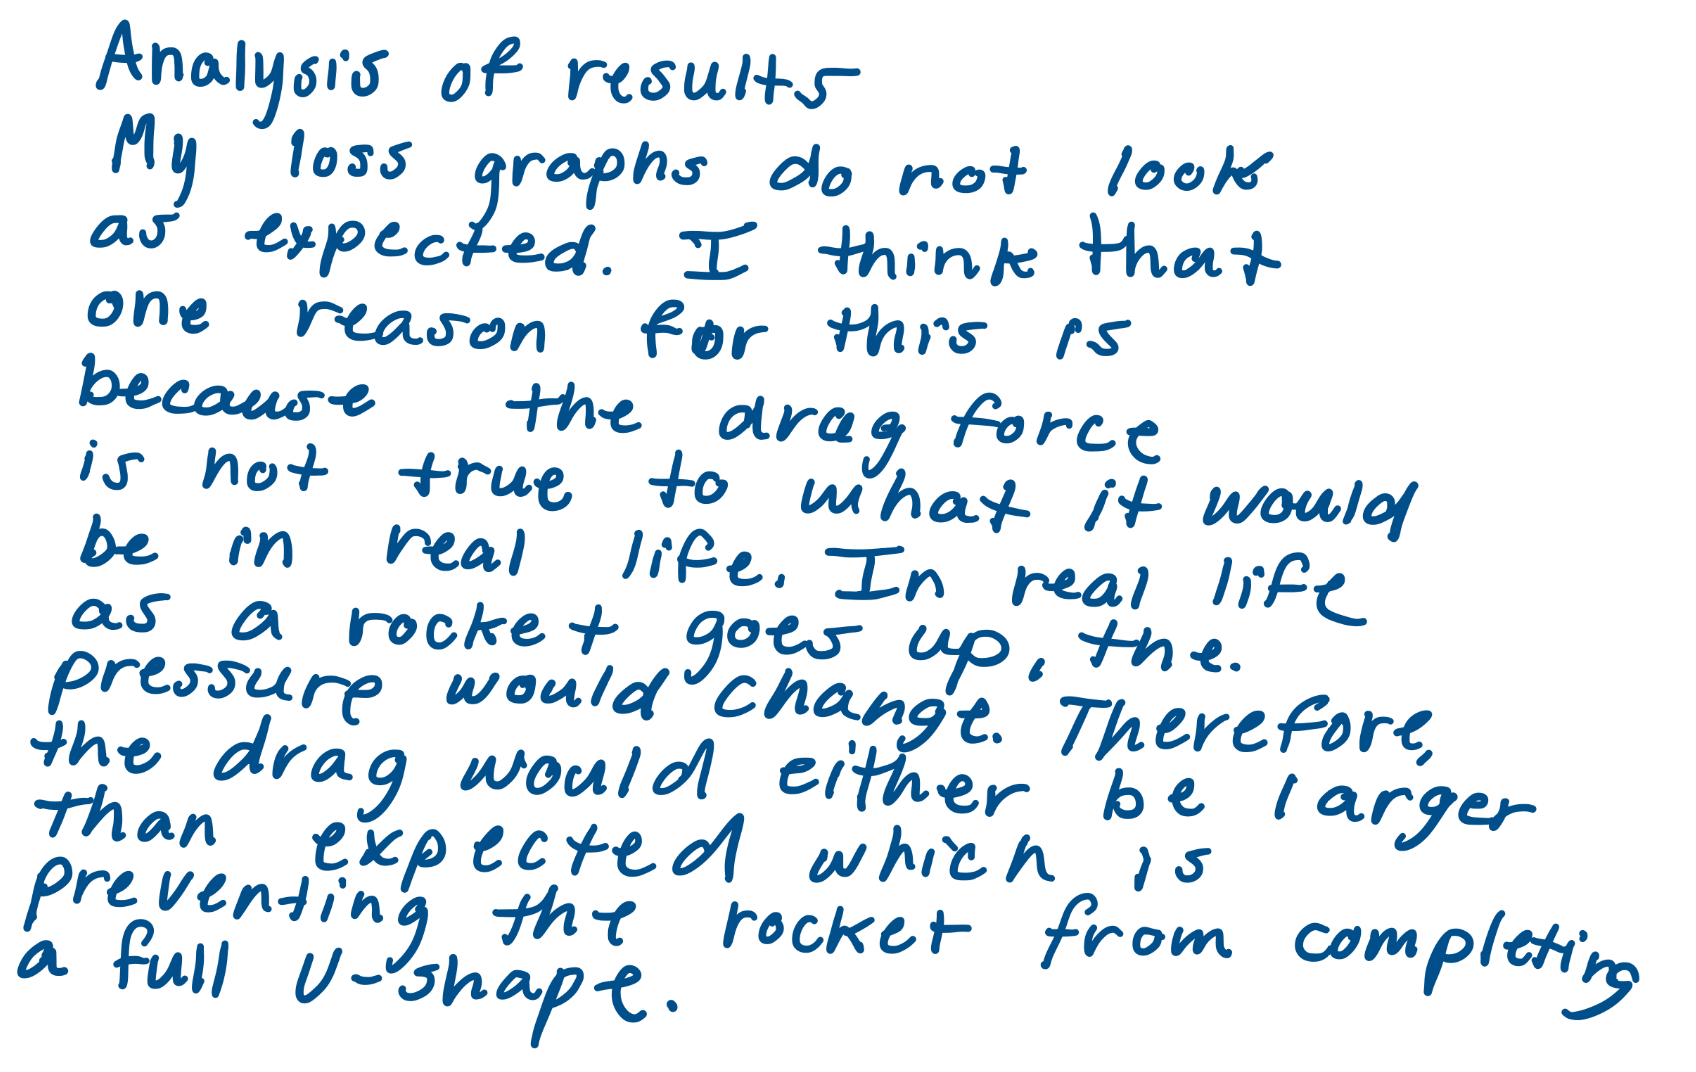 Analysis of results
My loss graphs do not look
as expected. I think that
one reason for this is
because the drag force
is not true to what it would
be in real life. In real life
as a rocket goes up, the.
pressure would change. Therefore,
the drag would either be larger
than expected which is
preventing the rocket from completing
a full U-shape.